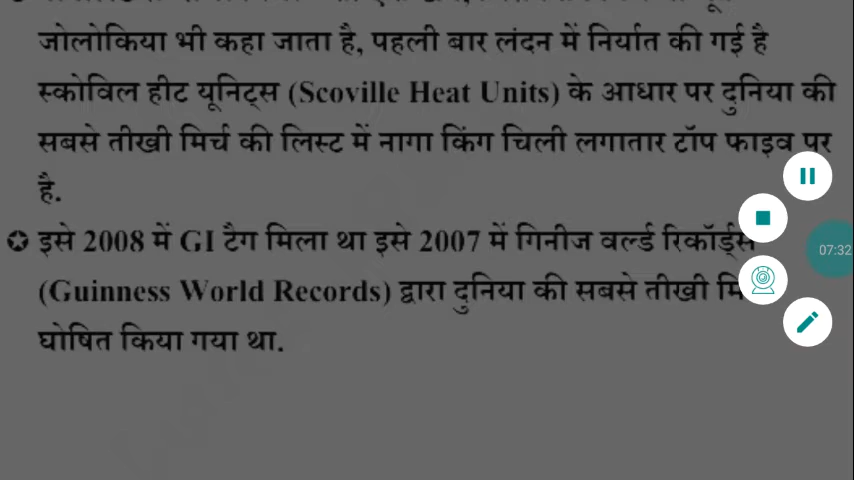 जोलोकिया भी कहा जाता है, पहली बार लंदन में निर्यात की गई है
स्कोविल हीट यूनिट्स (Scoville Heat Units) के आधार पर दुनिया की
सबसे तीखी मिर्च की लिस्ट में नागा किंग चिली लगातार टॉप फाइव पर
है.
✪ इसे 2008 में GI टैग मिला था इसे 2007 में गिनीज वर्ल्ड रिकॉर्ड्स
(Guinness World Records) द्वारा दुनिया की सबसे तीखी
घोषित किया गया था.
07:32